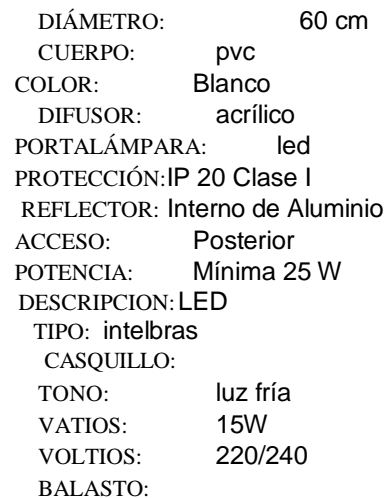 DIÁMETRO: 60 cm
CUERPO: pvc
COLOR: Blanco
DIFUSOR: acrílico
PORTALÁMPARA: led
PROTECCIÓN: IP 20 Clase I
REFLECTOR: Interno de Aluminio
ACCESO: Posterior
POTENCIA: Mínima 25 W
DESCRIPCION: LED
TIPO: intelbras
CASQUILLO:
TONO: luz fría
VATIOS: 15W
VOLTIOS: 220/240
BALASTO: